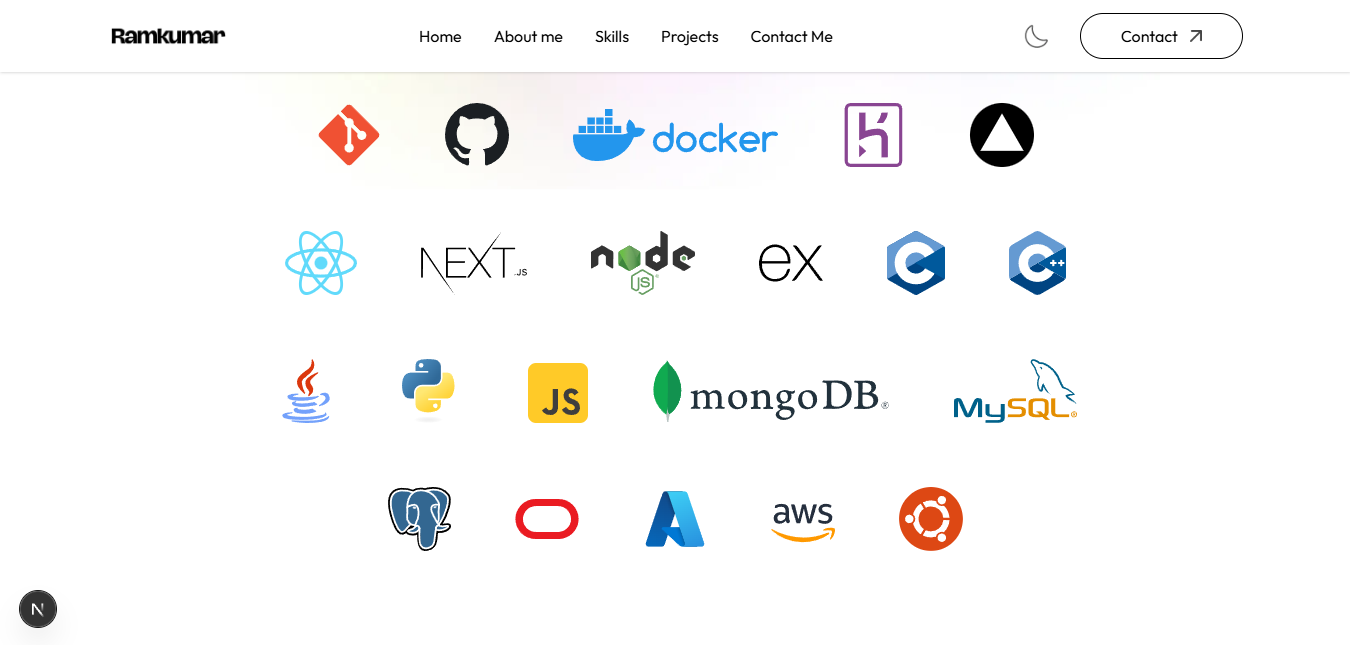 Ramkumar
Home About me Skills Projects Contact Me
Contact
docker
NEXT.JS node JS ex C C++
JS mongoDB® MySQL®
aws
N